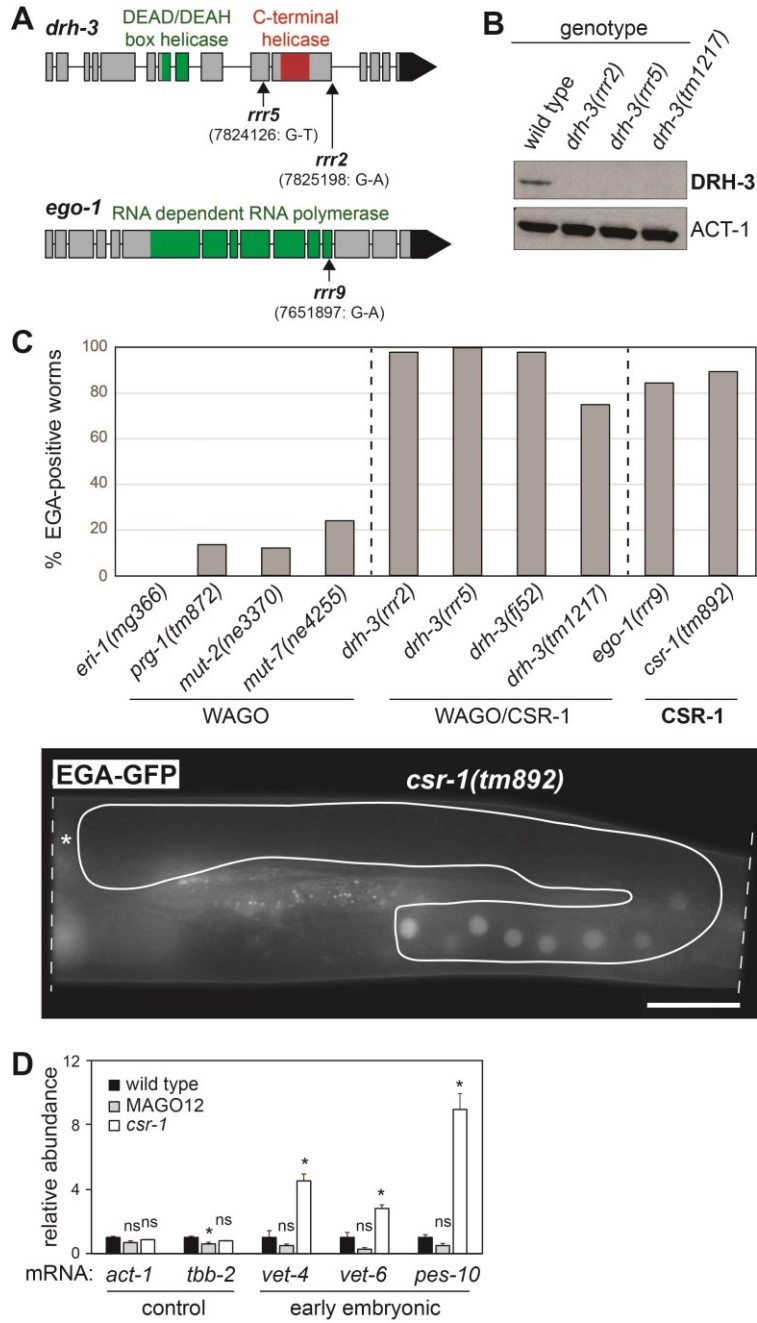 A
drh-3
DEAD/DEAH
box helicase
C-terminal
helicase
rrr5
(7824126: G-T)
rrr2
(7825198: G-A)
ego-1
RNA dependent RNA polymerase
rrr9
(7651897: G-A)
B
genotype
wild type
drh-3(rrr2)
drh-3(rrr5)
drh-3(tm1217)
DRH-3
ACT-1
C
% EGA-positive worms
100
80
60
40
20
0
eri-1(mg366)
prg-1(tm872)
mut-2(ne3370)
mut-7(ne4255)
drh-3(rrr2)
drh-3(rrr5)
drh-3(fj52)
drh-3(tm1217)
ego-1(rrr9)
csr-1(tm892)
WAGO
WAGO/CSR-1
CSR-1
EGA-GFP
csr-1(tm892)
*
D
relative abundance
12
8
4
0
wild type
MAGO12
csr-1
ns ns
* ns
ns *
ns *
ns *
mRNA: act-1 tbb-2 vet-4 vet-6 pes-10
control early embryonic